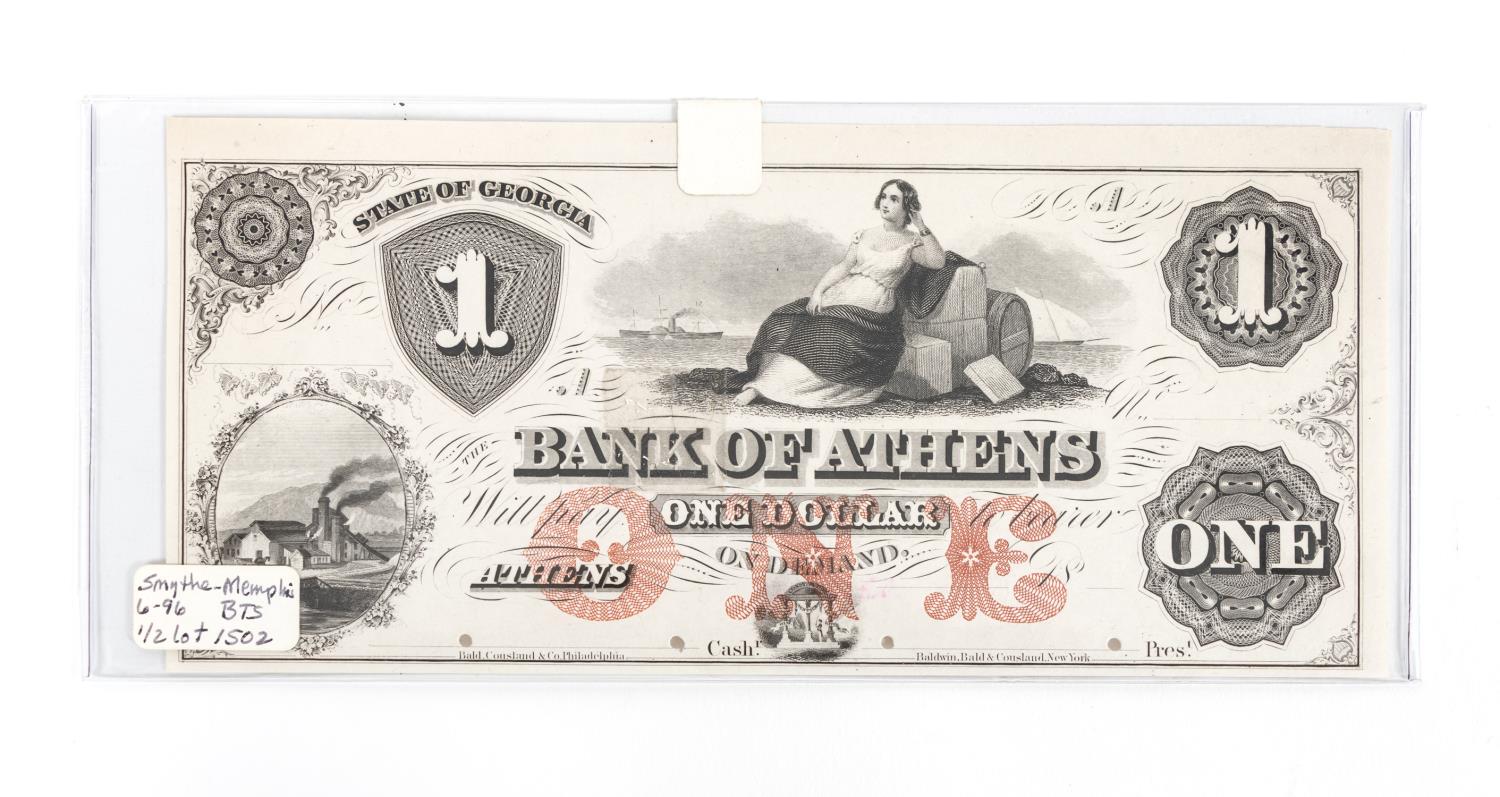 STATE OF GEORGIA
1
1
N.º
A
A
N.º
THE
BANK OF ATHENS
Will pay ONE DOLLAR to bearer
ONE
ON DEMAND.
ATHENS
18
ONE
Cash.r
Pres.t
Bald, Cousland & Co. Philadelphia.
Baldwin, Bald & Cousland, New York.
Smythe-Memphis
6-96 BTS
1/2 lot 1502